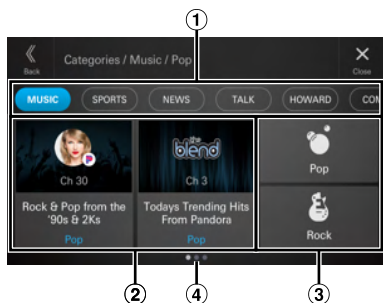 1
Back
Categories / Music / Pop
Close
MUSIC
SPORTS
NEWS
TALK
HOWARD
COM
Ch 30
Rock & Pop from the
'90s & 2Ks
Pop
the
blend
Ch 3
Todays Trending Hits
From Pandora
Pop
Pop
Rock
2
4
3